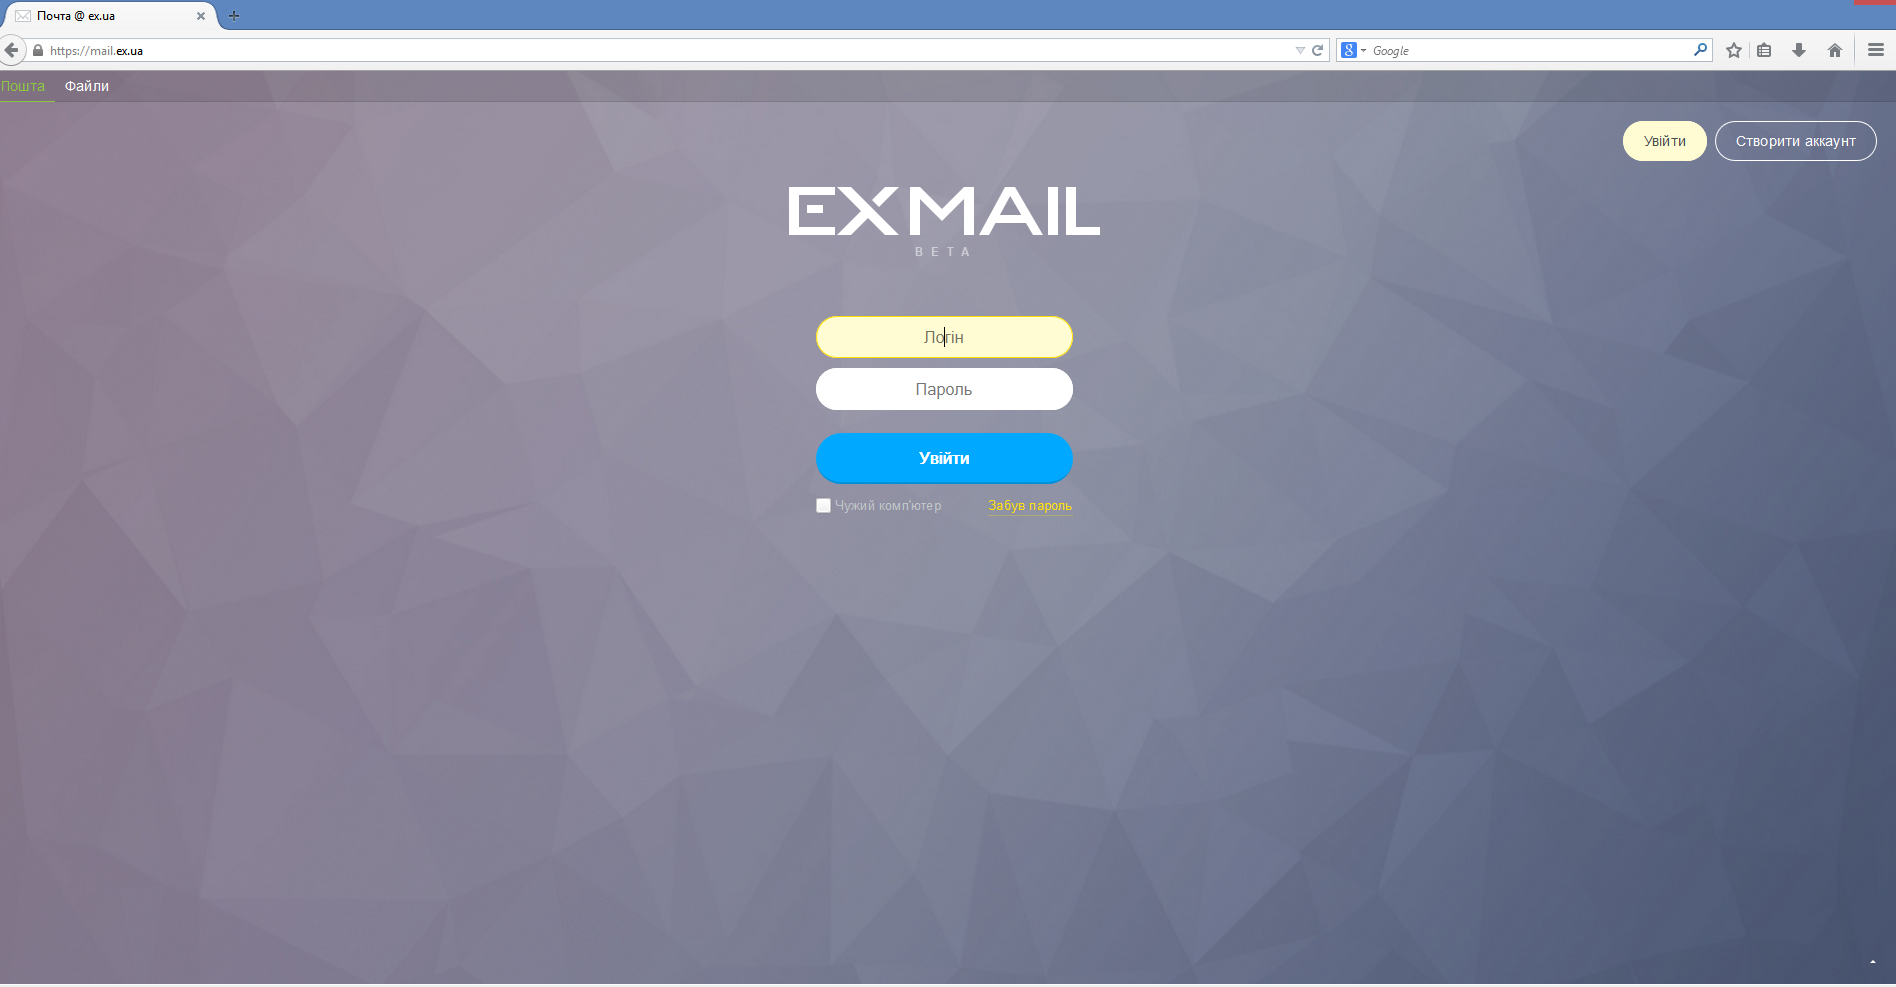 Почта @ ex.ua
https://mail.ex.ua
Google
Пошта
Файли
Увійти
Створити аккаунт
EXMAIL
BETA
Логін
Пароль
Увійти
Чужий комп'ютер
Забув пароль